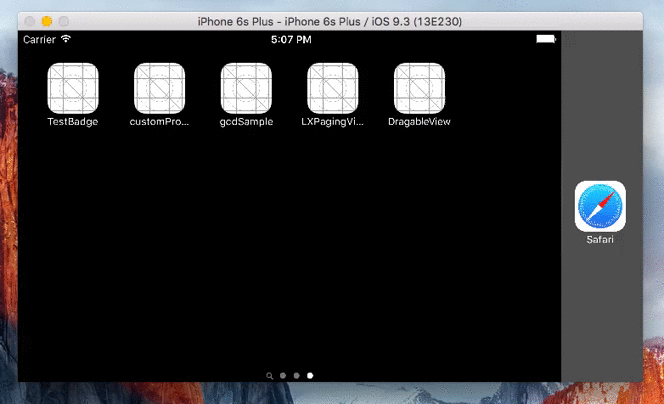 iPhone 6s Plus - iPhone 6s Plus / iOS 9.3 (13E230)
Carrier 5:07 PM
TestBadge customPro... gcdSample LXPagingVi... DragableView
Safari